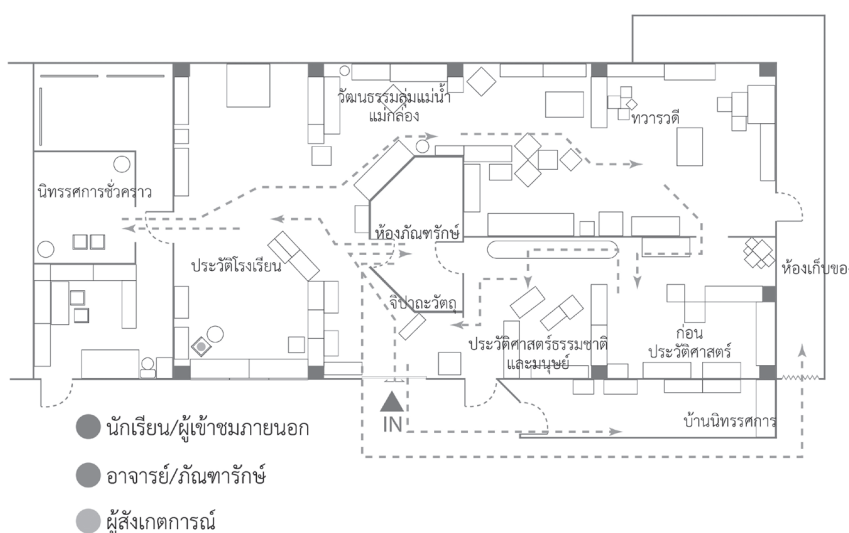 วัฒนธรรมลุ่มแม่น้ำ
แม่กลอง
ทวารวดี
นิทรรศการชั่วคราว
ห้องภัณฑรักษ์
ประวัติโรงเรียน
ห้องเก็บขอ
จิปาถะวัตถุ
ก่อน
ประวัติศาสตร์
ประวัติศาสตร์ธรรมชาติ
และมนุษย์
บ้านนิทรรศการ
IN
นักเรียน/ผู้เข้าชมภายนอก
อาจารย์/ภัณฑารักษ์
ผู้สังเกตการณ์